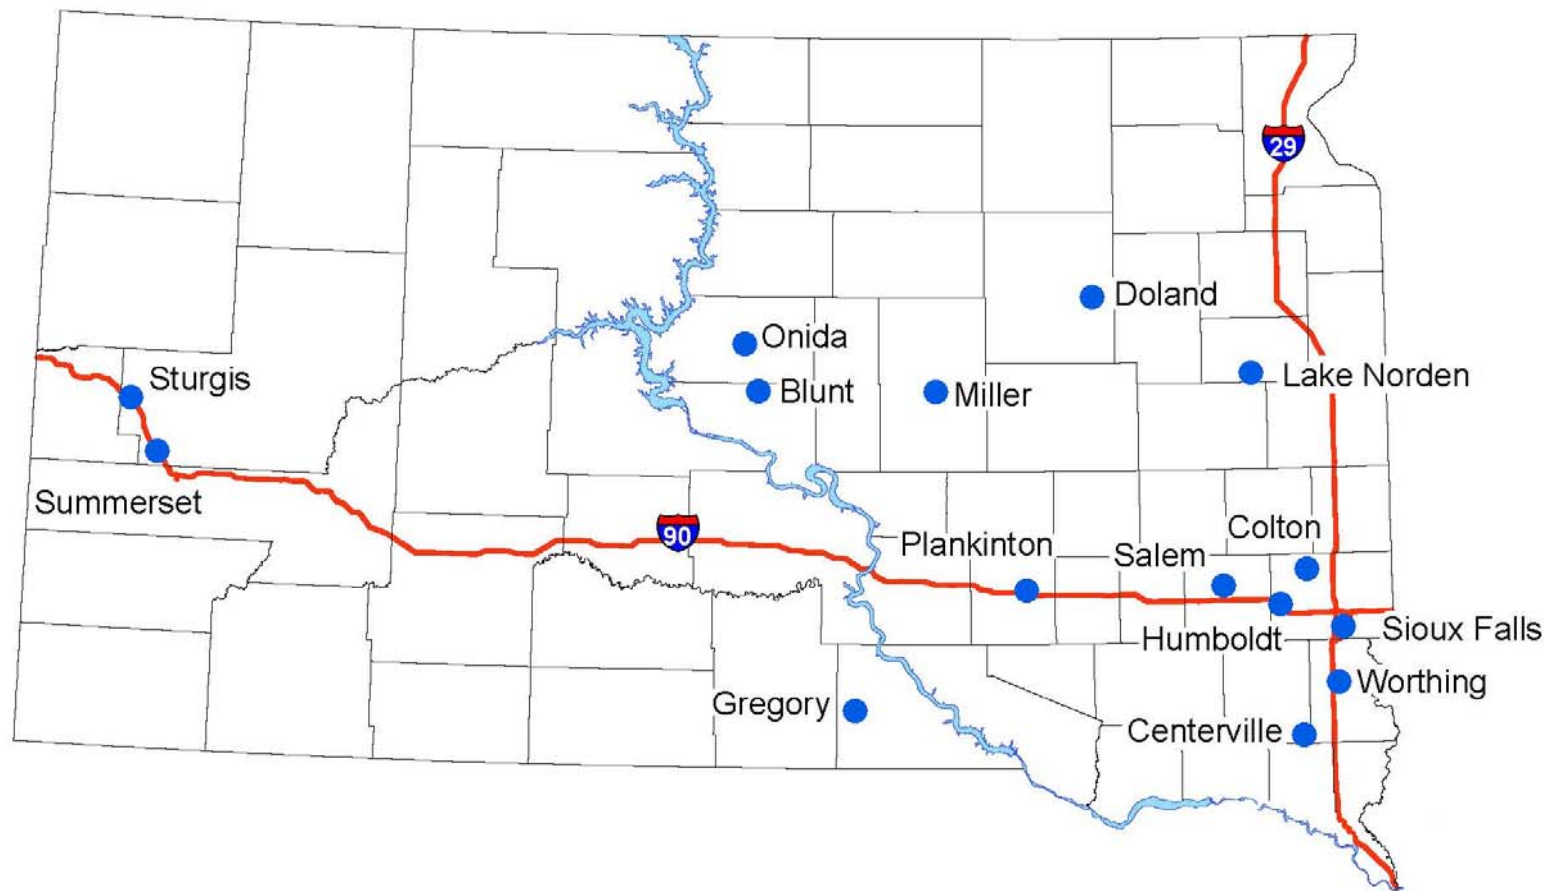 29
Doland
Onida
Sturgis
Lake Norden
Blunt
Miller
Summerset
90
Colton
Plankinton
Salem
Sioux Falls
Humboldt
Worthing
Gregory
Centerville